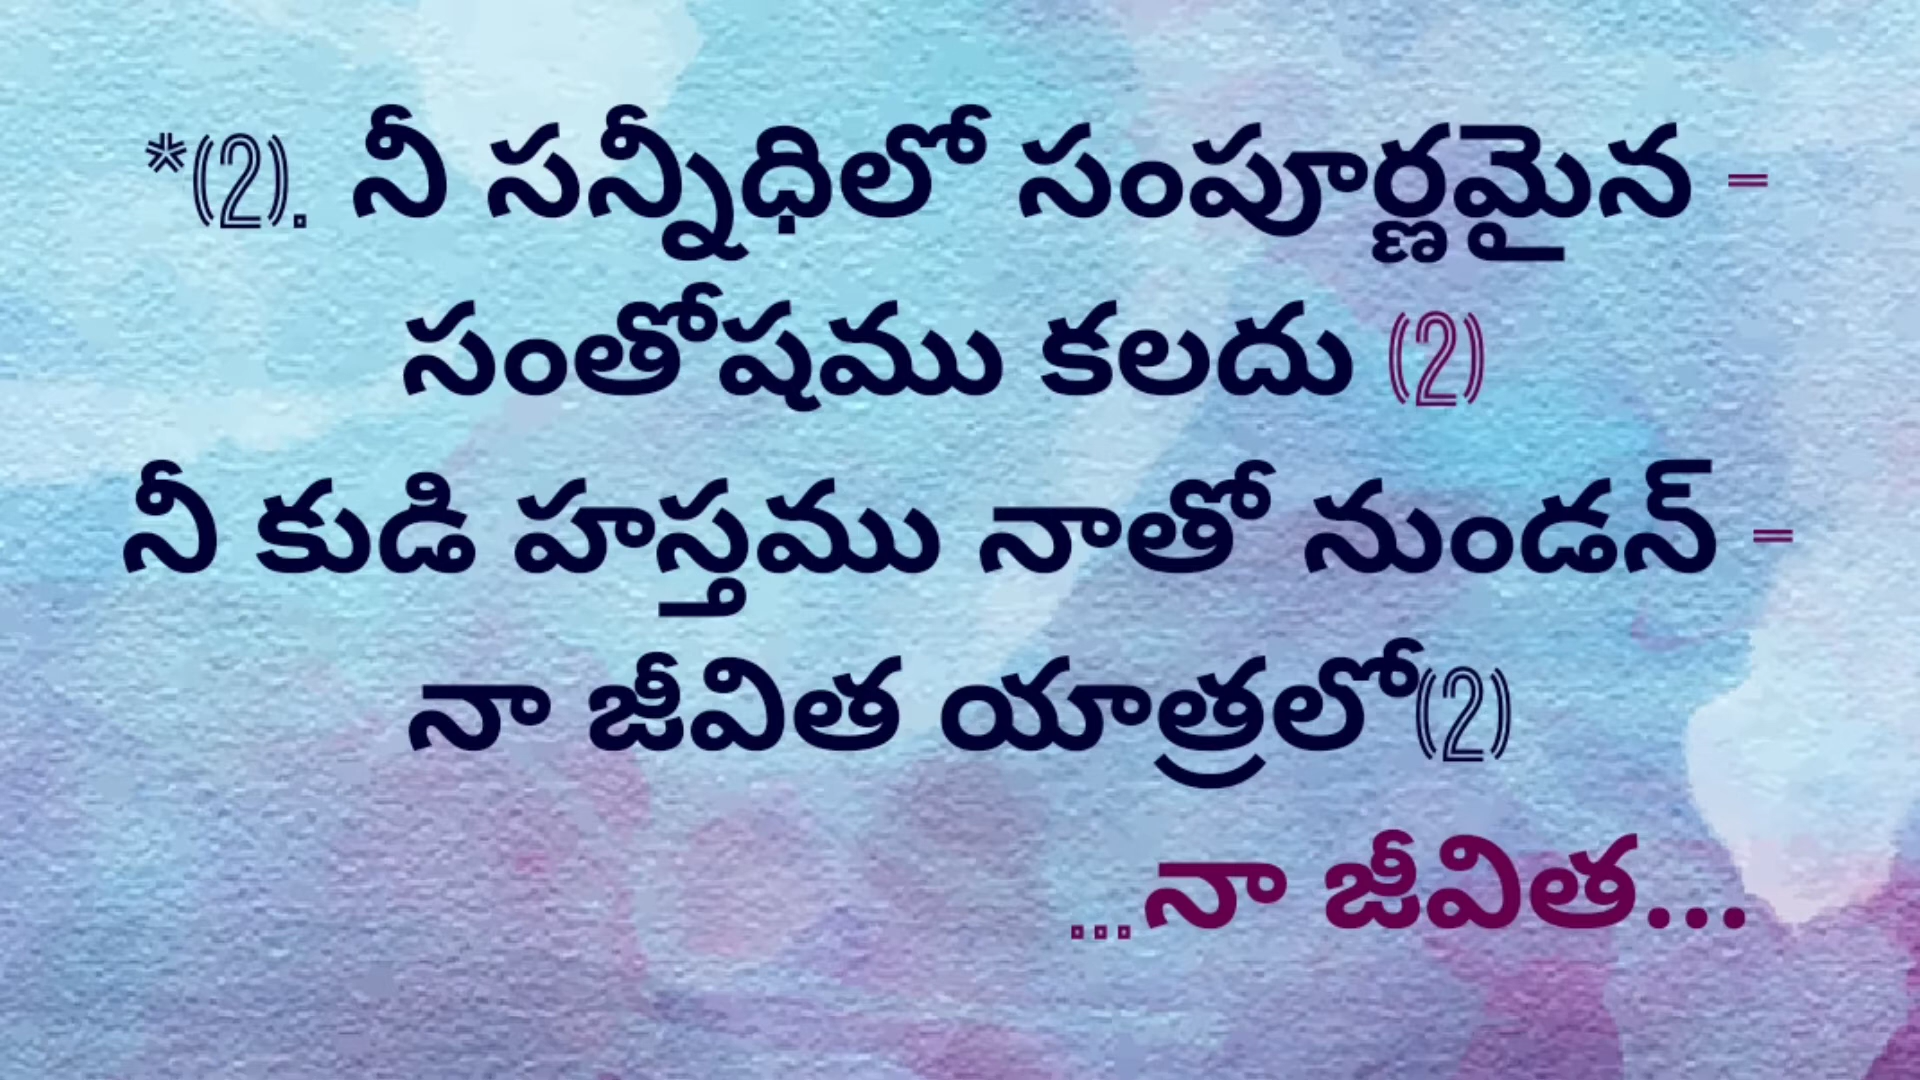 *(2). నీ సన్నీధిలో సంపూర్ణమైన -
సంతోషము కలదు (2)
నీ కుడి హస్తము నాతో నుండన్ -
నా జీవిత యాత్రలో(2)
...నా జీవిత...